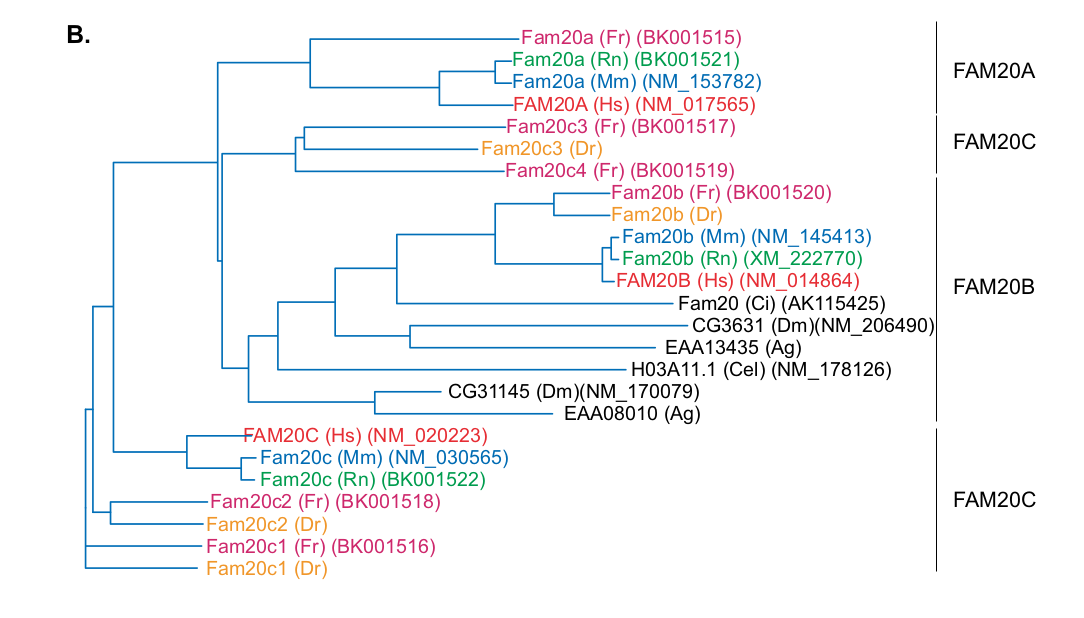 B.
Fam20a (Fr) (BK001515)
Fam20a (Rn) (BK001521)
Fam20a (Mm) (NM_153782)
FAM20A (Hs) (NM_017565)
FAM20A
Fam20c3 (Fr) (BK001517)
Fam20c3 (Dr)
Fam20c4 (Fr) (BK001519)
FAM20C
Fam20b (Fr) (BK001520)
Fam20b (Dr)
Fam20b (Mm) (NM_145413)
Fam20b (Rn) (XM_222770)
FAM20B (Hs) (NM_014864)
Fam20 (Ci) (AK115425)
CG3631 (Dm)(NM_206490)
EAA13435 (Ag)
H03A11.1 (Cel) (NM_178126)
CG31145 (Dm)(NM_170079)
EAA08010 (Ag)
FAM20B
FAM20C (Hs) (NM_020223)
Fam20c (Mm) (NM_030565)
Fam20c (Rn) (BK001522)
Fam20c2 (Fr) (BK001518)
Fam20c2 (Dr)
Fam20c1 (Fr) (BK001516)
Fam20c1 (Dr)
FAM20C